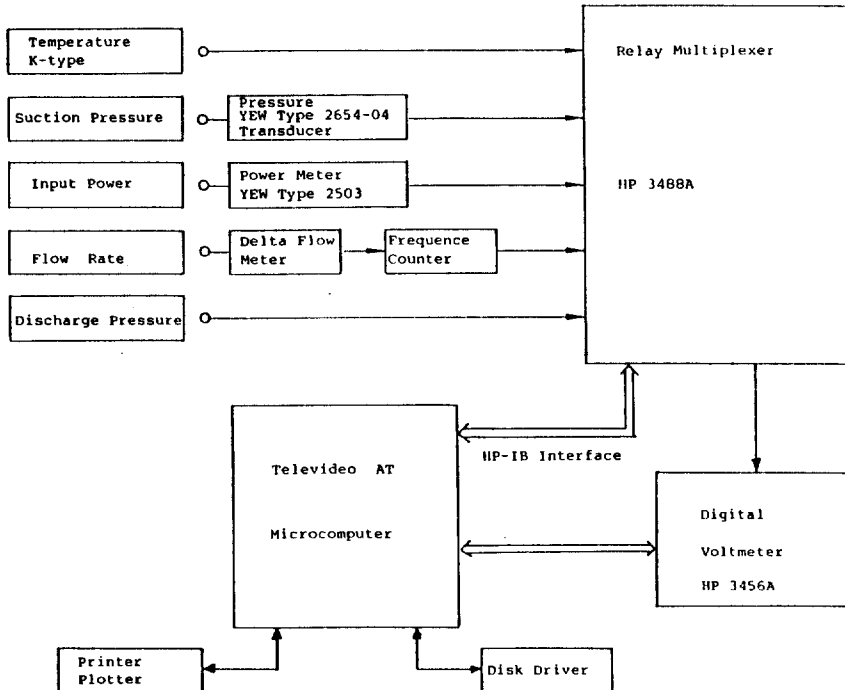 Temperature
K-type
Relay Multiplexer
Suction Pressure
Pressure
YEW Type 2654-04
Transducer
Input Power
Power Meter
YEW Type 2503
HP 3488A
Flow Rate
Delta Flow
Meter
Frequence
Counter
Discharge Pressure
HP-IB Interface
Televideo AT
Microcomputer
Digital
Voltmeter
HP 3456A
Printer
Plotter
Disk Driver